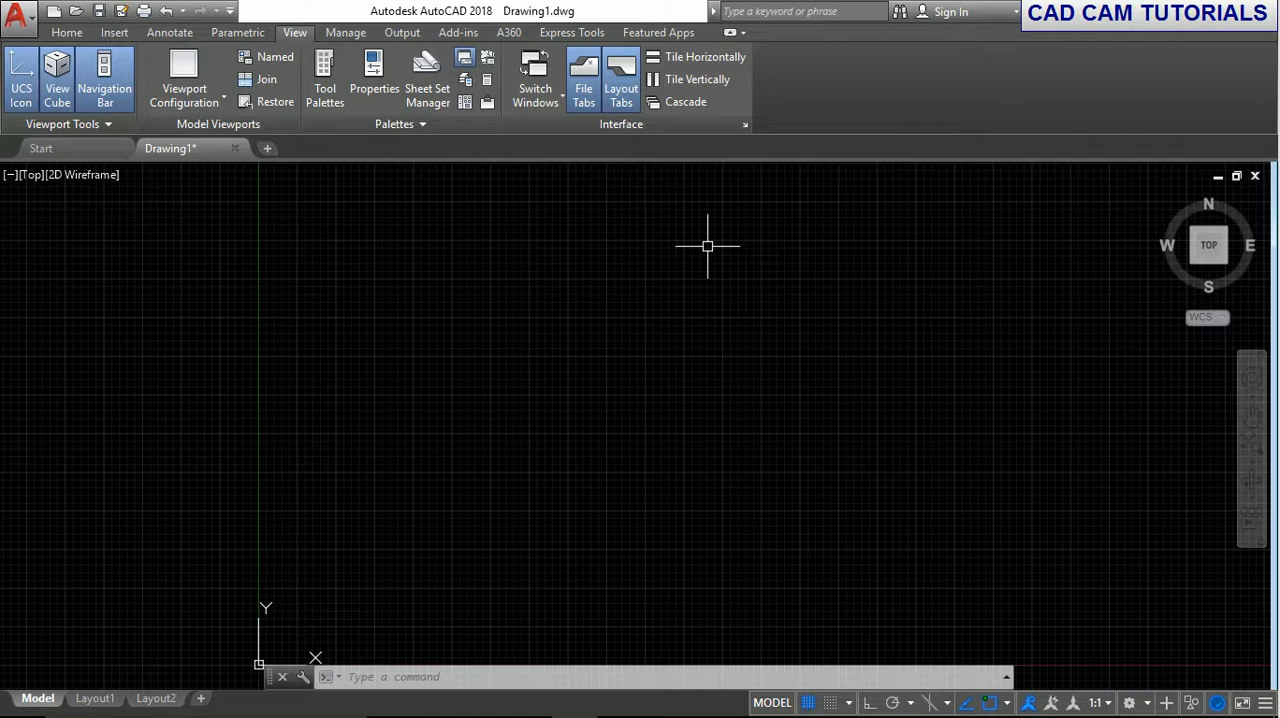 Autodesk AutoCAD 2018 Drawing1.dwg
Type a keyword or phrase
Sign In
CAD CAM TUTORIALS
Home Insert Annotate Parametric View Manage Output Add-ins A360 Express Tools Featured Apps
UCS Icon
View Cube
Navigation Bar
Viewport Configuration
Named
Join
Restore
Tool Palettes
Properties
Sheet Set Manager
Switch Windows
File Tabs
Layout Tabs
Tile Horizontally
Tile Vertically
Cascade
Viewport Tools
Model Viewports
Palettes
Interface
Start
Drawing1*
[−][Top][2D Wireframe]
N
W
TOP
E
S
WCS
Y
X
Type a command
Model Layout1 Layout2
MODEL
1:1